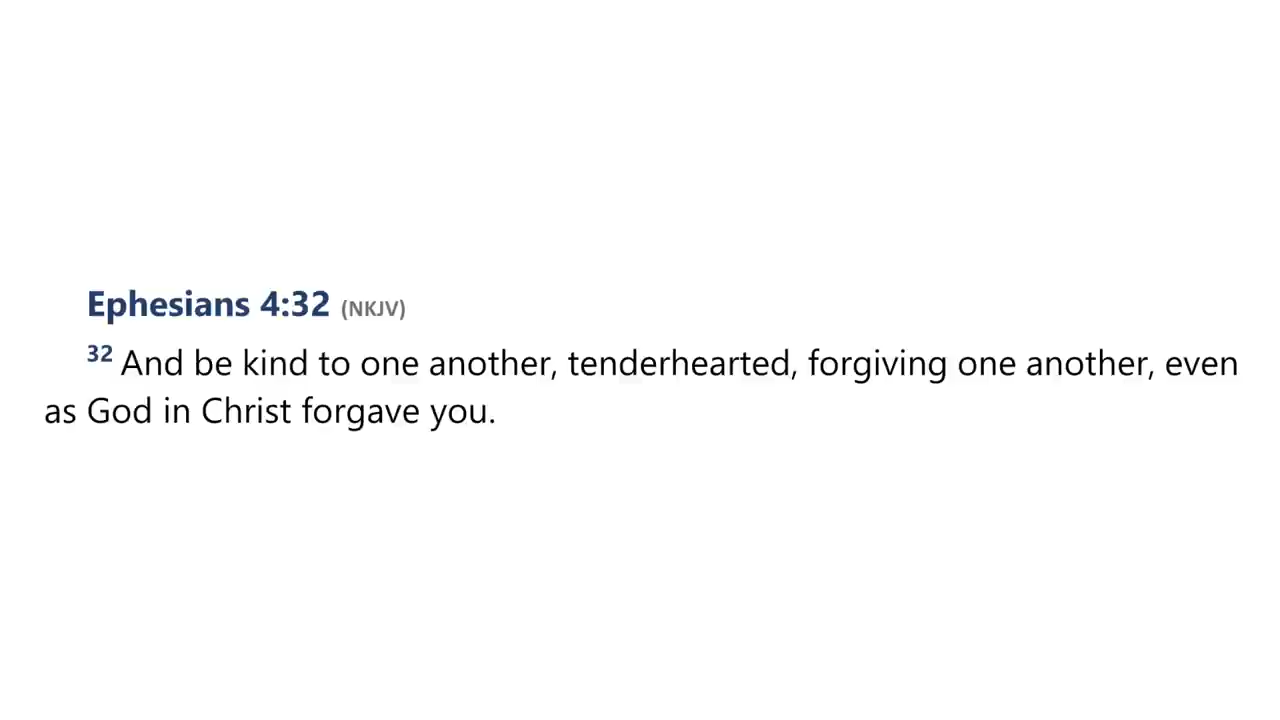 Ephesians 4:32 (NKJV)
32 And be kind to one another, tenderhearted, forgiving one another, even
as God in Christ forgave you.